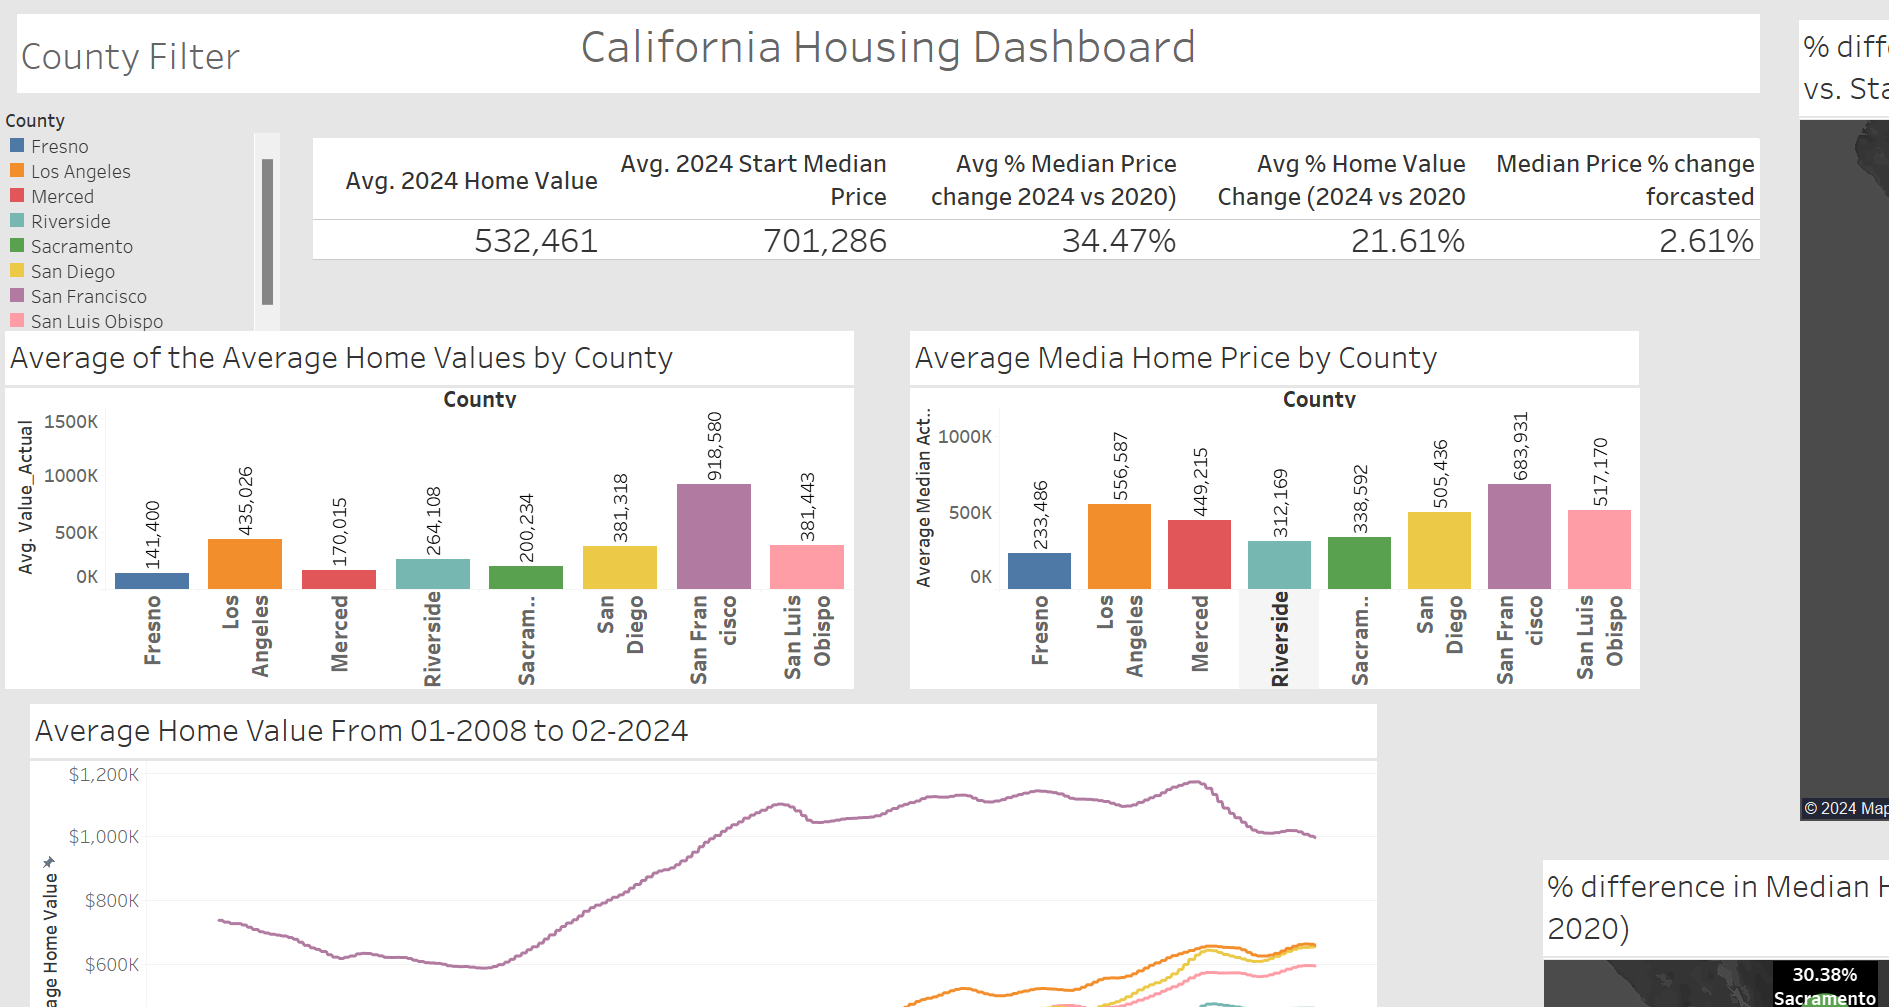 County Filter
California Housing Dashboard
% diffe
vs. Sta
County
Fresno
Los Angeles
Merced
Riverside
Sacramento
San Diego
San Francisco
San Luis Obispo
Avg. 2024 Home Value
Avg. 2024 Start Median
Price
Avg % Median Price
change 2024 vs 2020)
Avg % Home Value
Change (2024 vs 2020
Median Price % change
forcasted
532,461
701,286
34.47%
21.61%
2.61%
Average of the Average Home Values by County
County
Avg. Value_Actual
1500K
1000K
500K
0K
141,400
435,026
170,015
264,108
200,234
381,318
918,580
381,443
Fresno
Los
Angeles
Merced
Riverside
Sacram..
San
Diego
San Fran
cisco
San Luis
Obispo
Average Media Home Price by County
County
Average Median Act..
1000K
500K
0K
233,486
556,587
449,215
312,169
338,592
505,436
683,931
517,170
Fresno
Los
Angeles
Merced
Riverside
Sacram..
San
Diego
San Fran
cisco
San Luis
Obispo
Average Home Value From 01-2008 to 02-2024
age Home Value
$1,200K
$1,000K
$800K
$600K
© 2024 Map
% difference in Median H
2020)
30.38%
Sacramento